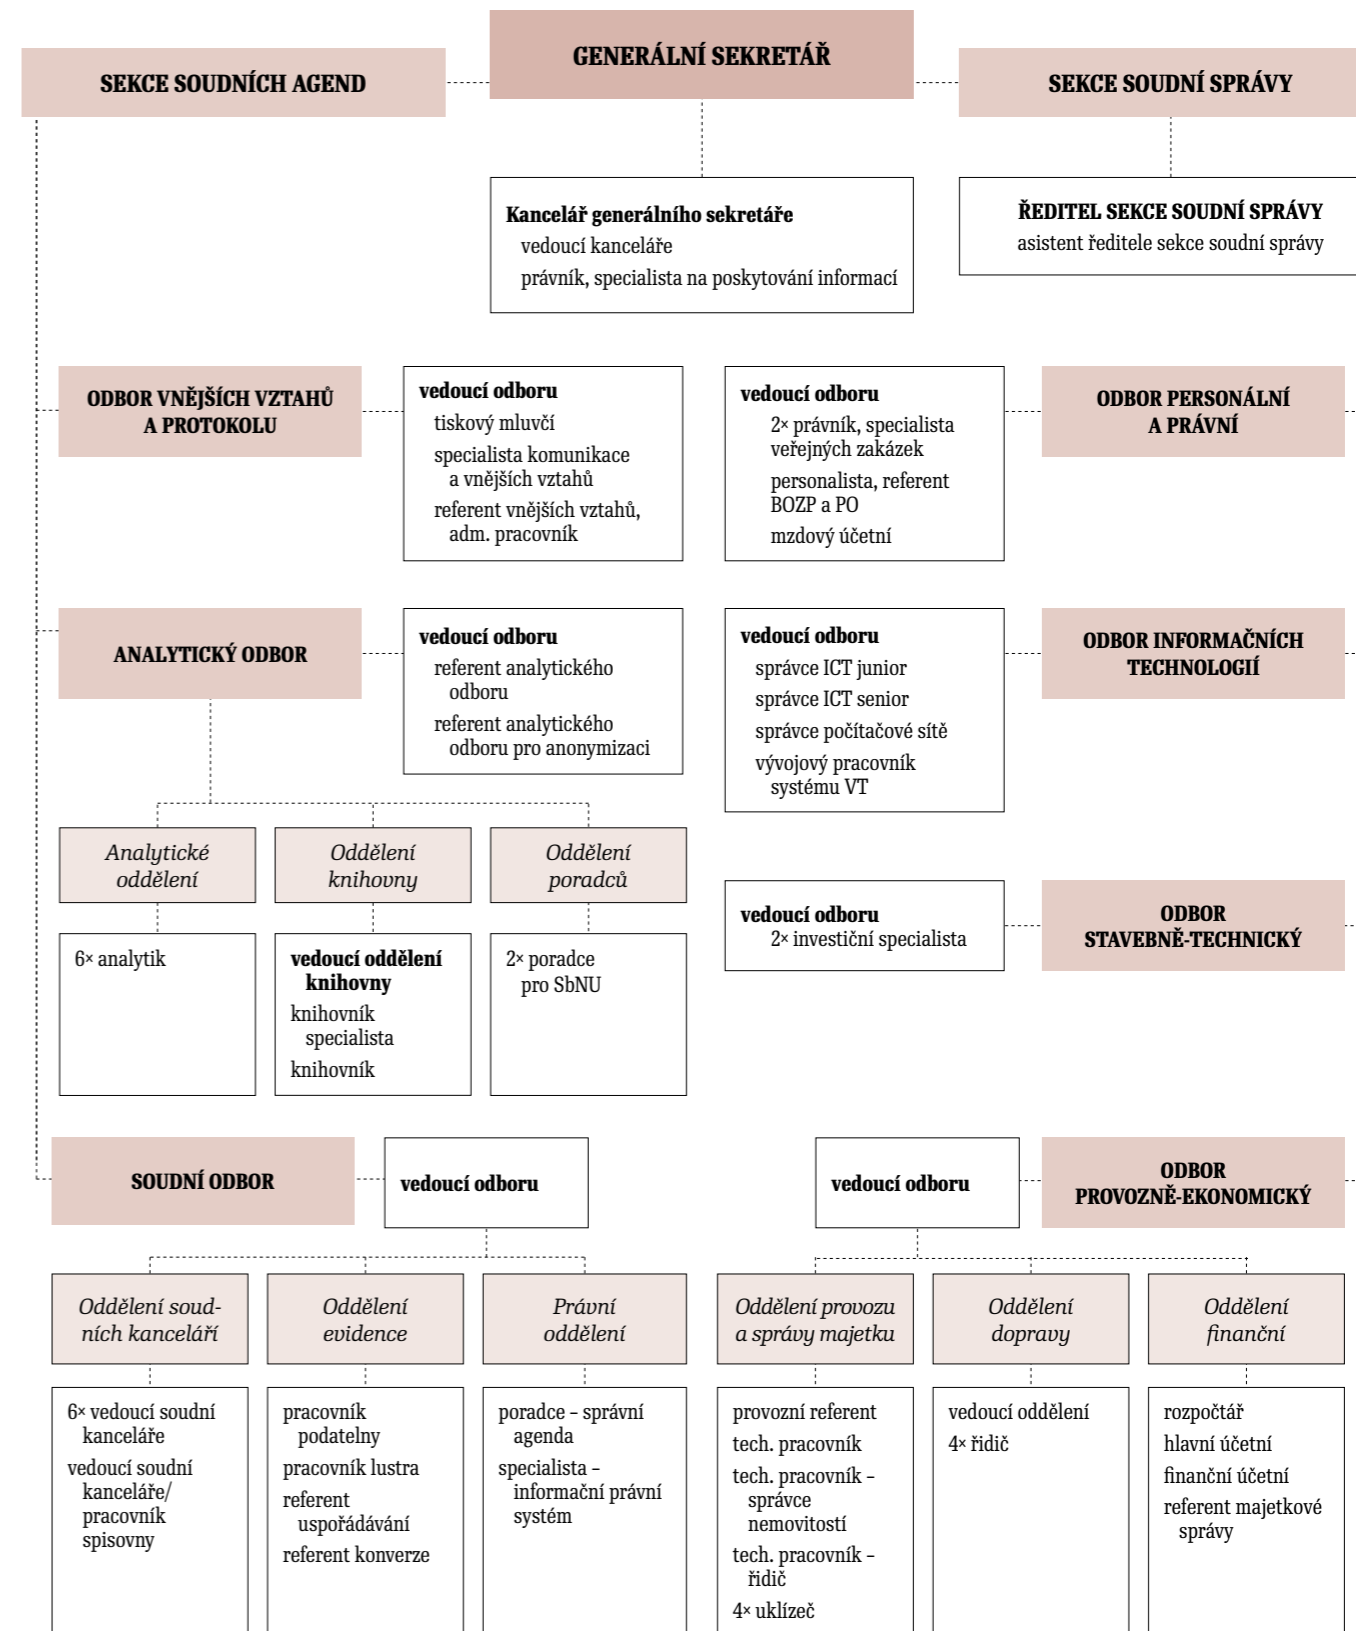 GENERÁLNÍ SEKRETÁŘ
SEKCE SOUDNÍCH AGEND
SEKCE SOUDNÍ SPRÁVY
Kancelář generálního sekretáře
vedoucí kanceláře
právník, specialista na poskytování informací
ŘEDITEL SEKCE SOUDNÍ SPRÁVY
asistent ředitele sekce soudní správy
ODBOR VNĚJŠÍCH VZTAHŮ
A PROTOKOLU
vedoucí odboru
tiskový mluvčí
specialista komunikace
a vnějších vztahů
referent vnějších vztahů,
adm. pracovník
vedoucí odboru
2× právník, specialista
veřejných zakázek
personalista, referent
BOZP a PO
mzdový účetní
ODBOR PERSONÁLNÍ
A PRÁVNÍ
ANALYTICKÝ ODBOR
vedoucí odboru
referent analytického
odboru
referent analytického
odboru pro anonymizaci
vedoucí odboru
správce ICT junior
správce ICT senior
správce počítačové sítě
vývojový pracovník
systému VT
ODBOR INFORMAČNÍCH
TECHNOLOGIÍ
Analytické
oddělení
Oddělení
knihovny
Oddělení
poradců
6× analytik
vedoucí oddělení
knihovny
knihovník
specialista
knihovník
2× poradce
pro SbNU
vedoucí odboru
2× investiční specialista
ODBOR
STAVEBNĚ-TECHNICKÝ
SOUDNÍ ODBOR
vedoucí odboru
vedoucí odboru
ODBOR
PROVOZNĚ-EKONOMICKÝ
Oddělení soud-
ních kanceláří
Oddělení
evidence
Právní
oddělení
Oddělení provozu
a správy majetku
Oddělení
dopravy
Oddělení
finanční
6× vedoucí soudní
kanceláře
vedoucí soudní
kanceláře/
pracovník
spisovny
pracovník
podatelny
pracovník lustra
referent
uspořádávání
referent konverze
poradce – správní
agenda
specialista –
informační právní
systém
provozní referent
tech. pracovník
tech. pracovník –
správce
nemovitostí
tech. pracovník –
řidič
4× uklízeč
vedoucí oddělení
4× řidič
rozpočtář
hlavní účetní
finanční účetní
referent majetkové
správy